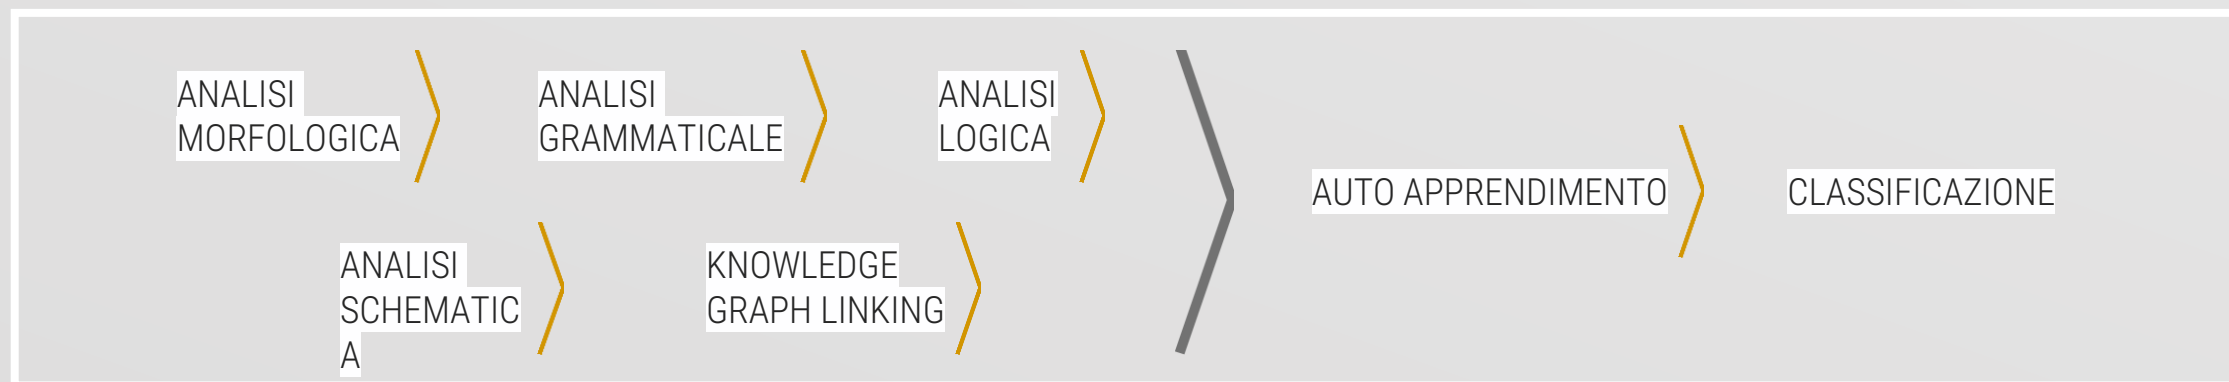 ANALISI
MORFOLOGICA
ANALISI
GRAMMATICALE
ANALISI
LOGICA
ANALISI
SCHEMATIC
A
KNOWLEDGE
GRAPH LINKING
AUTO APPRENDIMENTO
CLASSIFICAZIONE